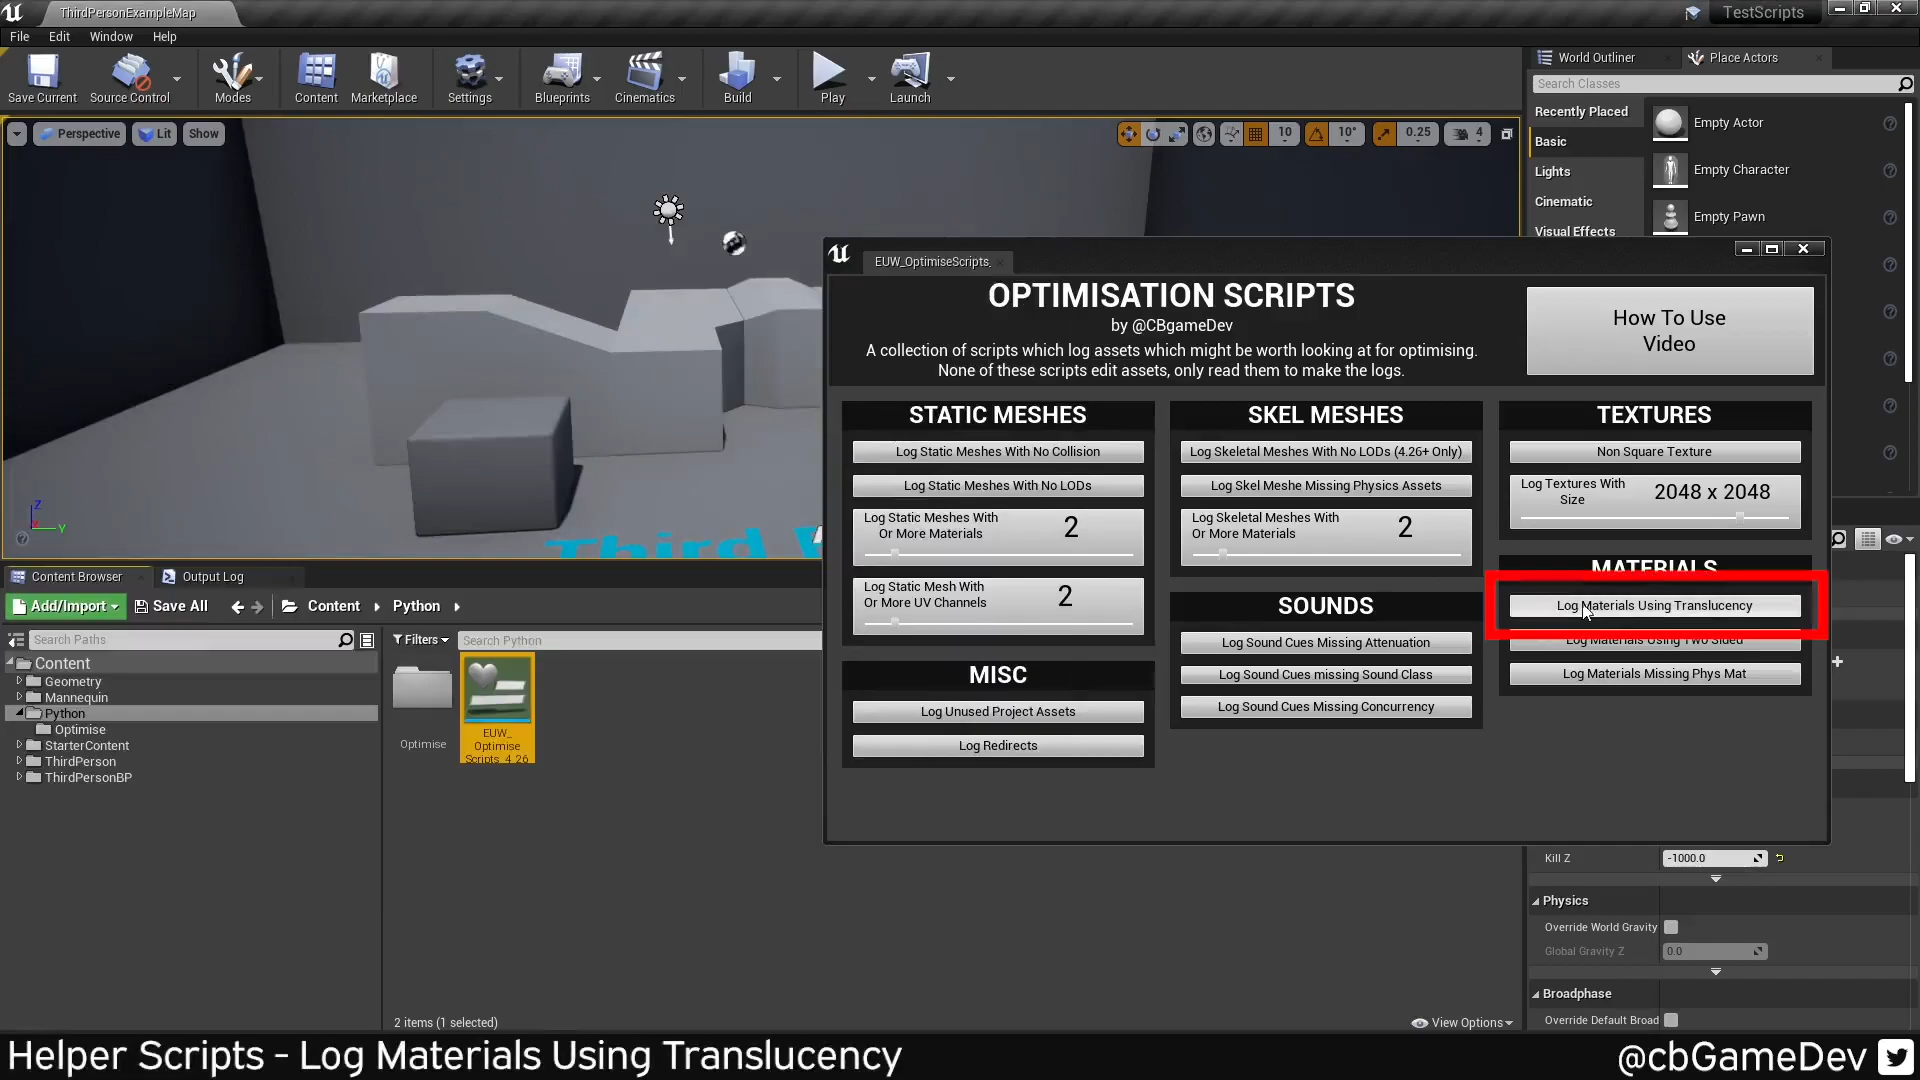 ThirdPersonExampleMap
TestScripts
File Edit Window Help
Save Current
Source Control
Modes
Content
Marketplace
Settings
Blueprints
Cinematics
Build
Play
Launch
World Outliner
Place Actors
Search Classes
Recently Placed
Basic
Lights
Cinematic
Visual Effects
Empty Actor
Empty Character
Empty Pawn
Perspective
Lit
Show
10
10°
0.25
4
Z
Y
Third
EUW_OptimiseScripts_
OPTIMISATION SCRIPTS
by @CBgameDev
A collection of scripts which log assets which might be worth looking at for optimising.
None of these scripts edit assets, only read them to make the logs.
How To Use
Video
STATIC MESHES
Log Static Meshes With No Collision
Log Static Meshes With No LODs
Log Static Meshes With
Or More Materials
2
Log Static Mesh With
Or More UV Channels
2
MISC
Log Unused Project Assets
Log Redirects
SKEL MESHES
Log Skeletal Meshes With No LODs (4.26+ Only)
Log Skel Meshe Missing Physics Assets
Log Skeletal Meshes With
Or More Materials
2
SOUNDS
Log Sound Cues Missing Attenuation
Log Sound Cues missing Sound Class
Log Sound Cues Missing Concurrency
TEXTURES
Non Square Texture
Log Textures With
Size
2048 x 2048
MATERIALS
Log Materials Using Translucency
Log Materials Using Two Sided
Log Materials Missing Phys Mat
Content Browser
Output Log
Add/Import
Save All
Content
Python
Search Paths
Filters
Search Python
Content
Geometry
Mannequin
Python
Optimise
StarterContent
ThirdPerson
ThirdPersonBP
Optimise
EUW_
Optimise
Scripts_4_26
2 items (1 selected)
View Options
Kill Z
-1000.0
Physics
Override World Gravity
Global Gravity Z
0.0
Broadphase
Override Default Broad
Helper Scripts - Log Materials Using Translucency
@cbGameDev